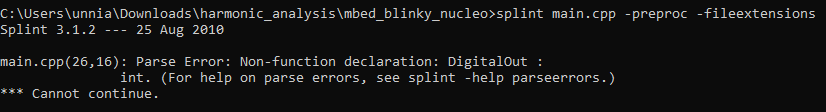 C:\Users\unnia\Downloads\harmonic_analysis\mbed_blinky_nucleo>splint main.cpp -preproc -fileextensions
Splint 3.1.2 --- 25 Aug 2010
main.cpp(26,16): Parse Error: Non-function declaration: DigitalOut :
int. (For help on parse errors, see splint -help parseerrors.)
*** Cannot continue.